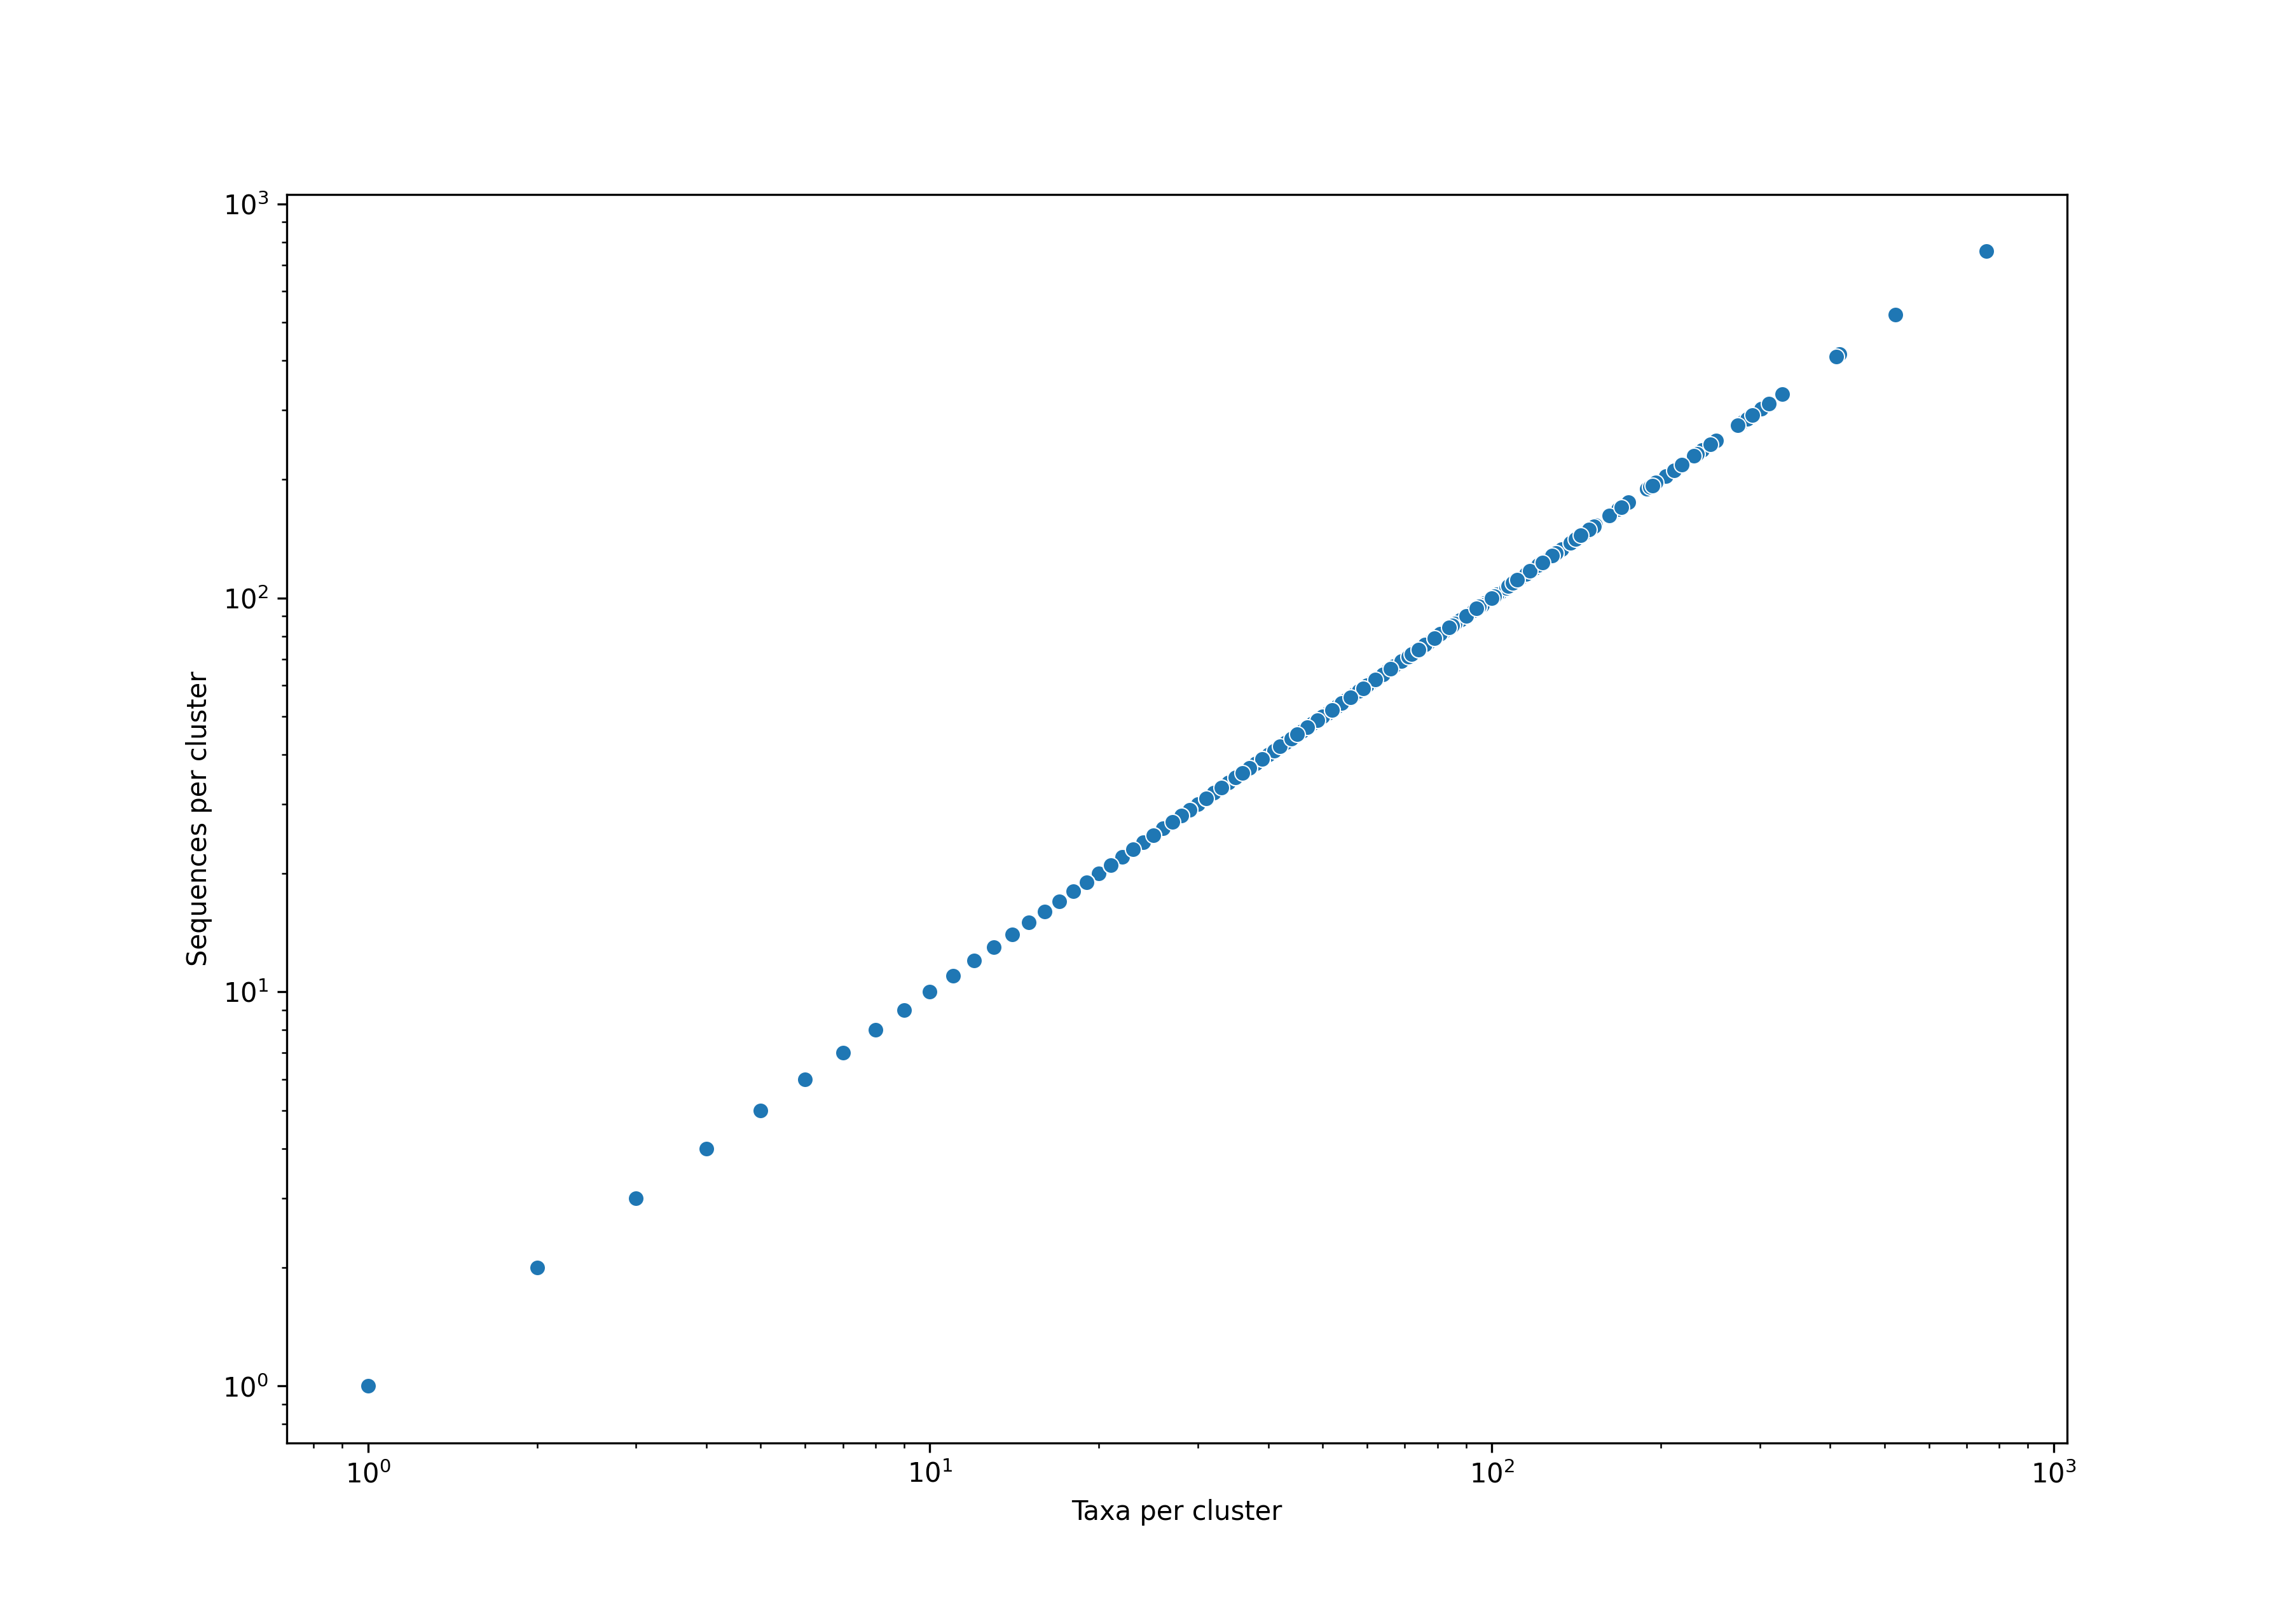 10³
10²
10¹
10⁰
Sequences per cluster
10⁰ 10¹ 10² 10³
Taxa per cluster